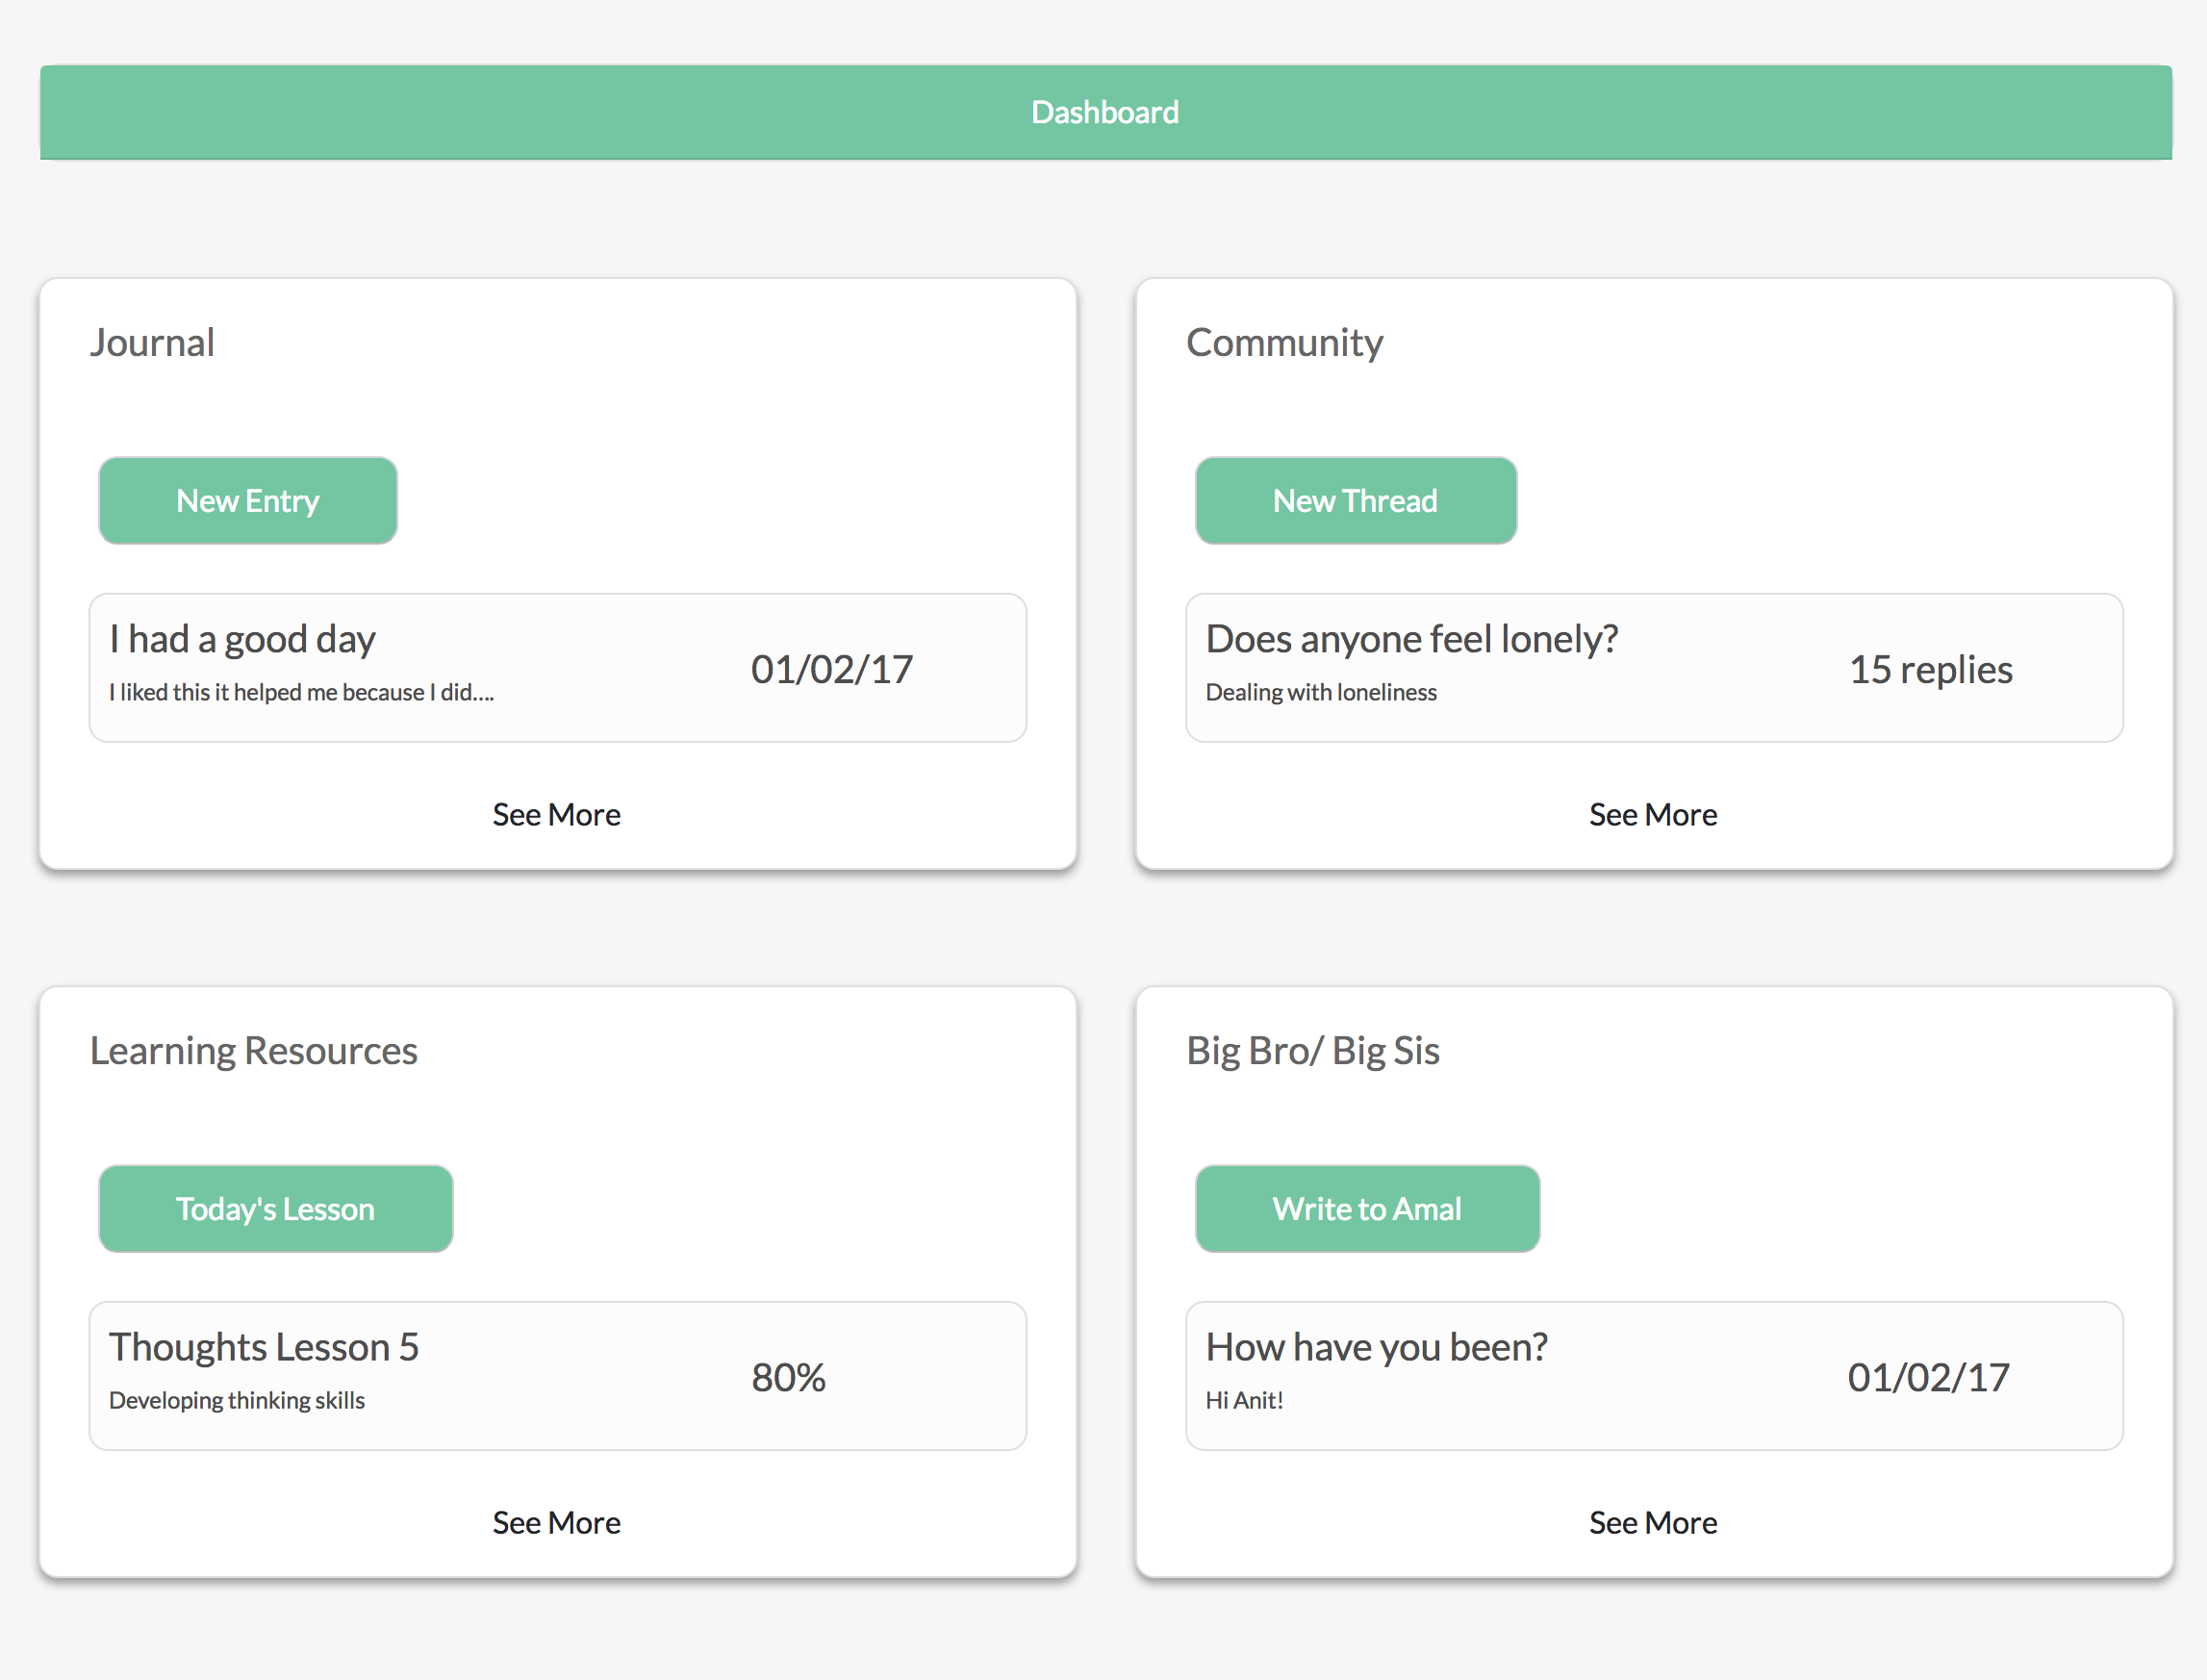 Dashboard
Journal
New Entry
I had a good day
I liked this it helped me because I did....
01/02/17
See More
Community
New Thread
Does anyone feel lonely?
Dealing with loneliness
15 replies
See More
Learning Resources
Today's Lesson
Thoughts Lesson 5
Developing thinking skills
80%
See More
Big Bro/ Big Sis
Write to Amal
How have you been?
Hi Anit!
01/02/17
See More